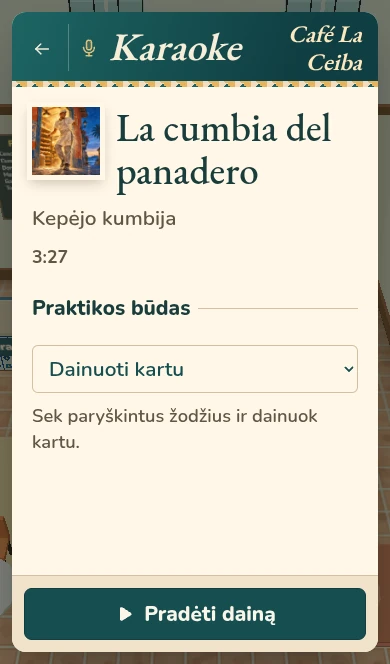 Karaoke
Café La
Ceiba
La cumbia del
panadero
Kepėjo kumbija
3:27
Praktikos būdas
Dainuoti kartu
Sek paryškintus žodžius ir dainuok
kartu.
Pradėti dainą